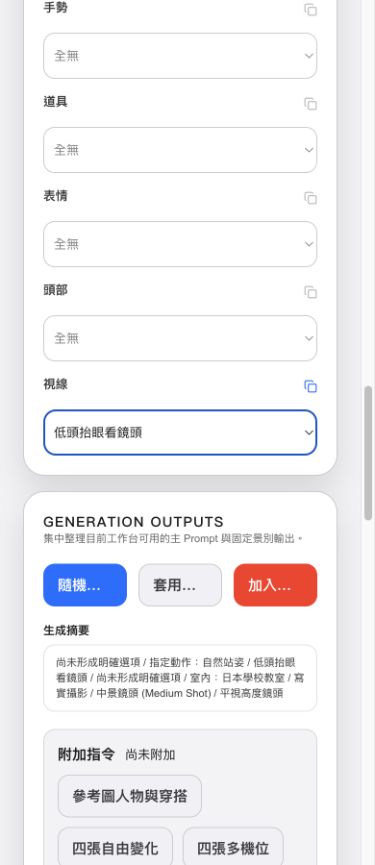 手勢
全無
道具
全無
表情
全無
頭部
全無
視線
低頭抬眼看鏡頭
GENERATION OUTPUTS
集中整理目前工作台可用的主 Prompt 與固定景別輸出。
隨機... 套用... 加入...
生成摘要
尚未形成明確選項 / 指定動作：自然站姿 / 低頭抬眼
看鏡頭 / 尚未形成明確選項 / 室內：日本學校教室 / 寫
實攝影 / 中景鏡頭 (Medium Shot) / 平視高度鏡頭
附加指令 尚未附加
參考圖人物與穿搭
四張自由變化 四張多機位